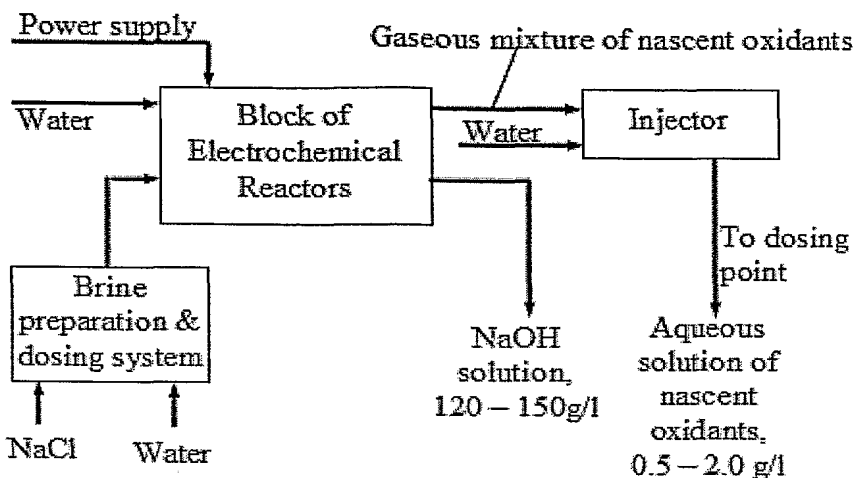 Power supply
Gaseous mixture of nascent oxidants
Water
Block of
Electrochemical
Reactors
Water
Injector
To dosing
point
Brine
preparation &
dosing system
NaOH
solution,
120 – 150g/l
Aqueous
solution of
nascent
oxidants,
0.5 – 2.0 g/l
NaCl
Water